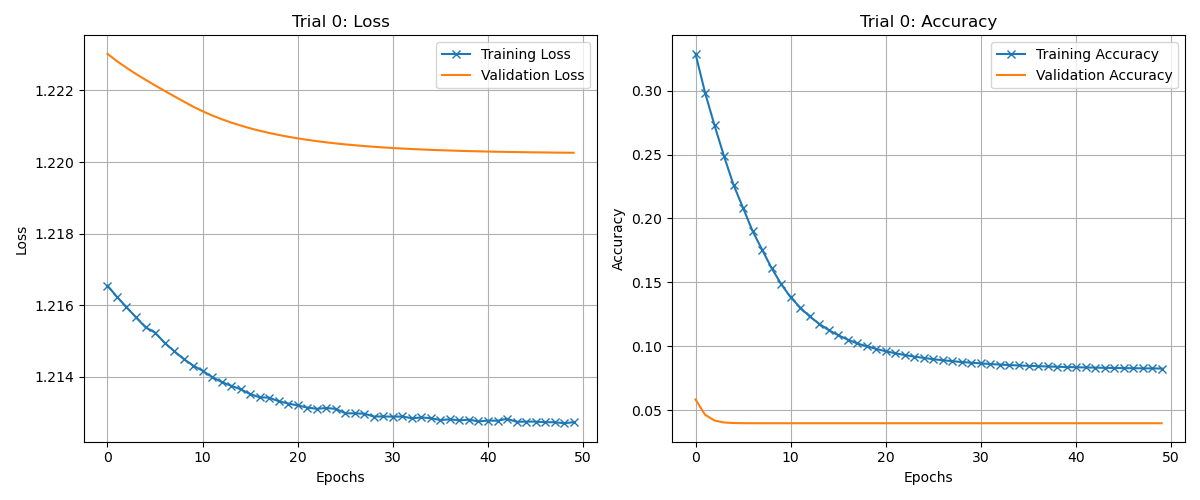 Trial 0: Loss
Training Loss
Validation Loss
1.222
1.220
1.218
1.216
1.214
Loss
0
10
20
30
40
50
Epochs
Trial 0: Accuracy
Training Accuracy
Validation Accuracy
0.30
0.25
0.20
0.15
0.10
0.05
Accuracy
0
10
20
30
40
50
Epochs